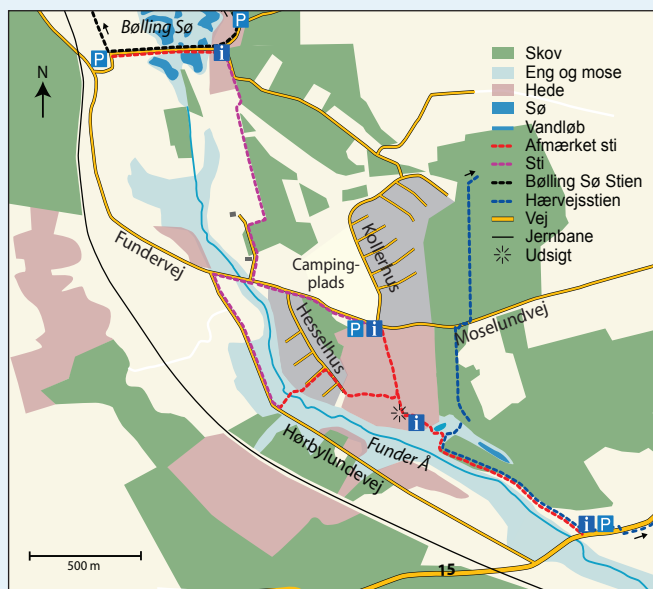 Bølling Sø
P
P
i
N
Skov
Eng og mose
Hede
Sø
Vandløb
Afmærket sti
Sti
Bølling Sø Stien
Hærvejsstien
Vej
Jernbane
Udsigt
Fundervej
Camping-
plads
Kollerhus
P i
Moselundvej
Hesselhus
i
Hørbylundevej
Funder Å
i P
500 m
15